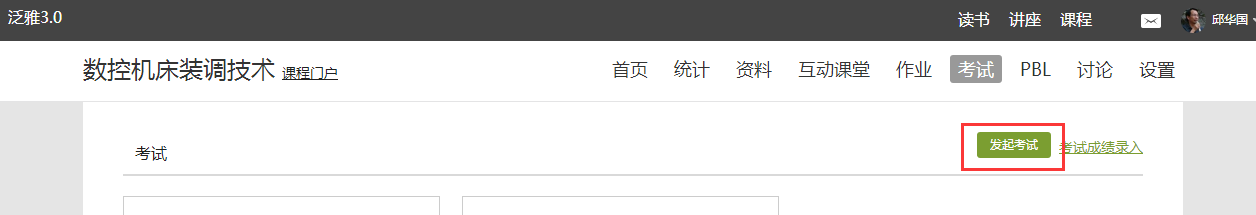 泛雅3.0
读书 讲座 课程 邱华国
数控机床装调技术 课程门户
首页 统计 资料 互动课堂 作业 考试 PBL 讨论 设置
考试 发起考试 考试成绩录入